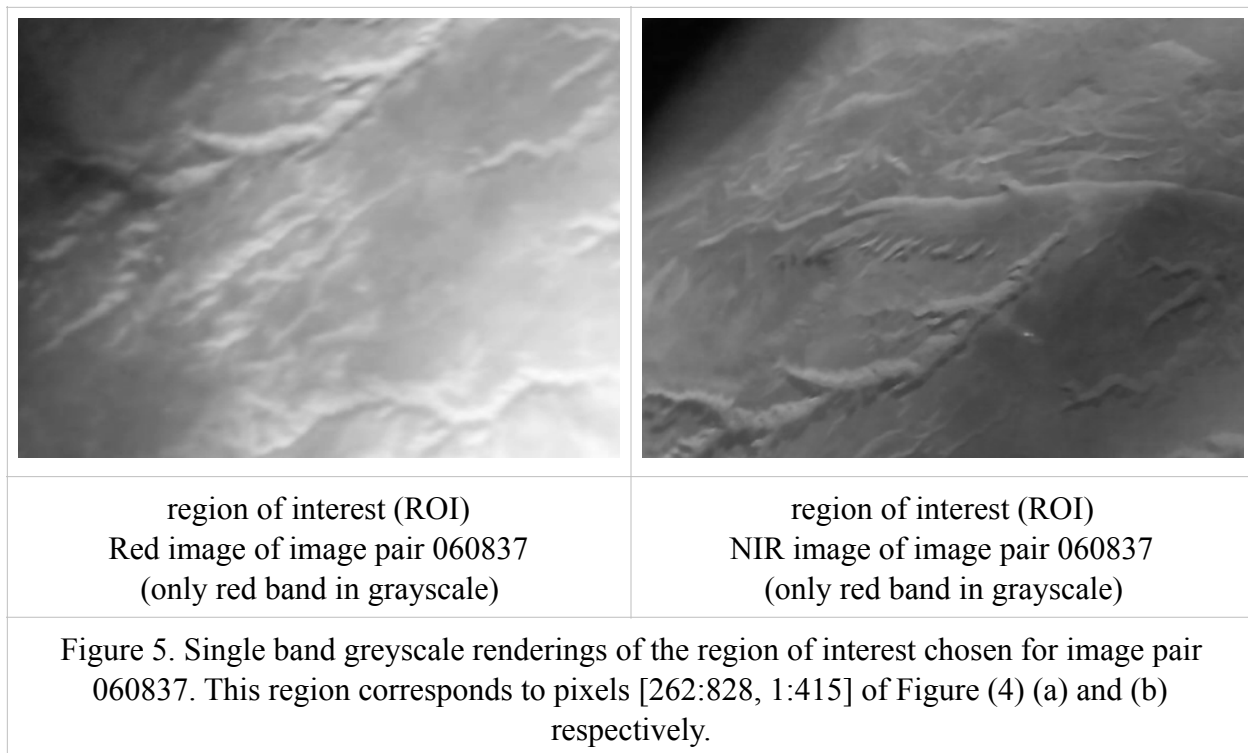 region of interest (ROI)
Red image of image pair 060837
(only red band in grayscale)
region of interest (ROI)
NIR image of image pair 060837
(only red band in grayscale)
Figure 5. Single band greyscale renderings of the region of interest chosen for image pair
060837. This region corresponds to pixels [262:828, 1:415] of Figure (4) (a) and (b)
respectively.